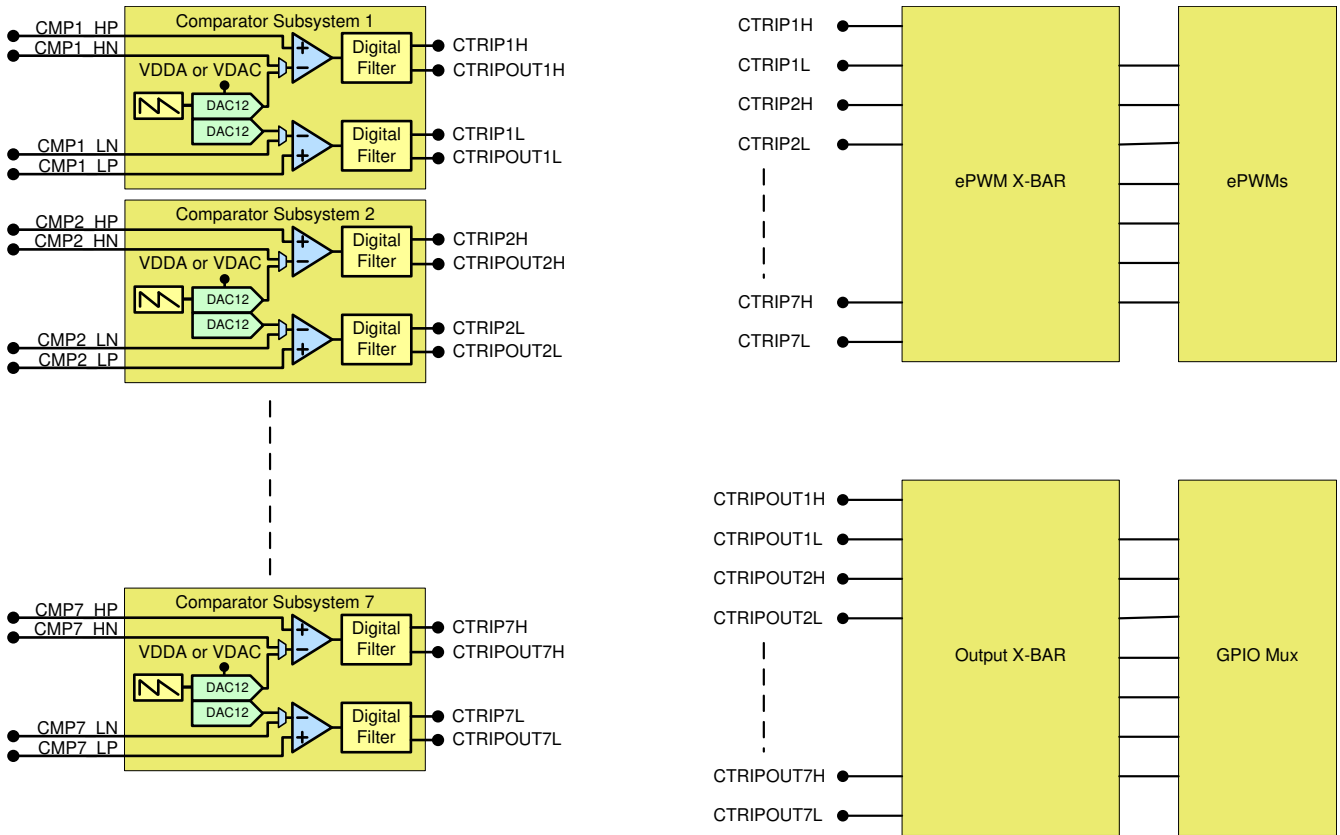 Comparator Subsystem 1
CMP1_HP
CMP1_HN
VDDA or VDAC
DAC12
DAC12
CMP1_LN
CMP1_LP
Digital
Filter
CTRIP1H
CTRIPOUT1H
Digital
Filter
CTRIP1L
CTRIPOUT1L
Comparator Subsystem 2
CMP2_HP
CMP2_HN
VDDA or VDAC
DAC12
DAC12
CMP2_LN
CMP2_LP
Digital
Filter
CTRIP2H
CTRIPOUT2H
Digital
Filter
CTRIP2L
CTRIPOUT2L
Comparator Subsystem 7
CMP7_HP
CMP7_HN
VDDA or VDAC
DAC12
DAC12
CMP7_LN
CMP7_LP
Digital
Filter
CTRIP7H
CTRIPOUT7H
Digital
Filter
CTRIP7L
CTRIPOUT7L
CTRIP1H
CTRIP1L
CTRIP2H
CTRIP2L
CTRIP7H
CTRIP7L
ePWM X-BAR
ePWMs
CTRIPOUT1H
CTRIPOUT1L
CTRIPOUT2H
CTRIPOUT2L
CTRIPOUT7H
CTRIPOUT7L
Output X-BAR
GPIO Mux